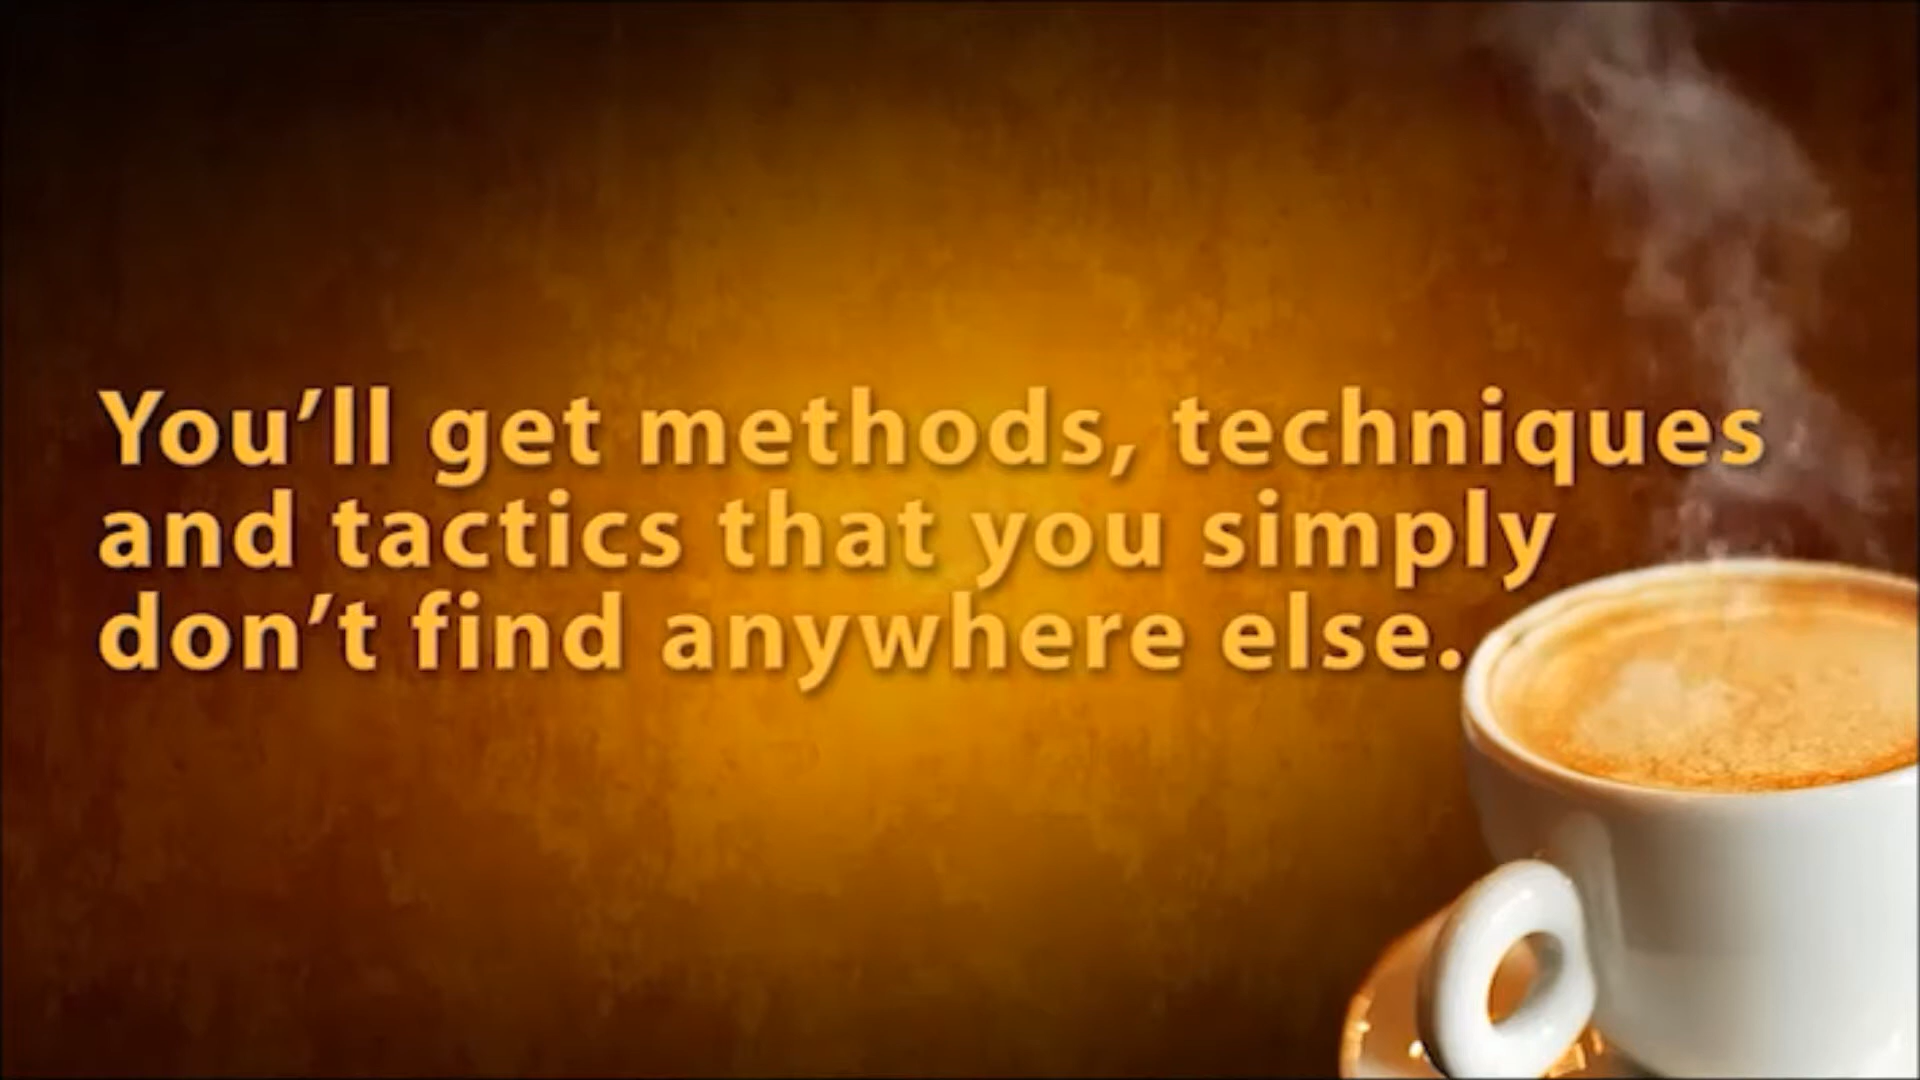 You’ll get methods, techniques
and tactics that you simply
don’t find anywhere else.